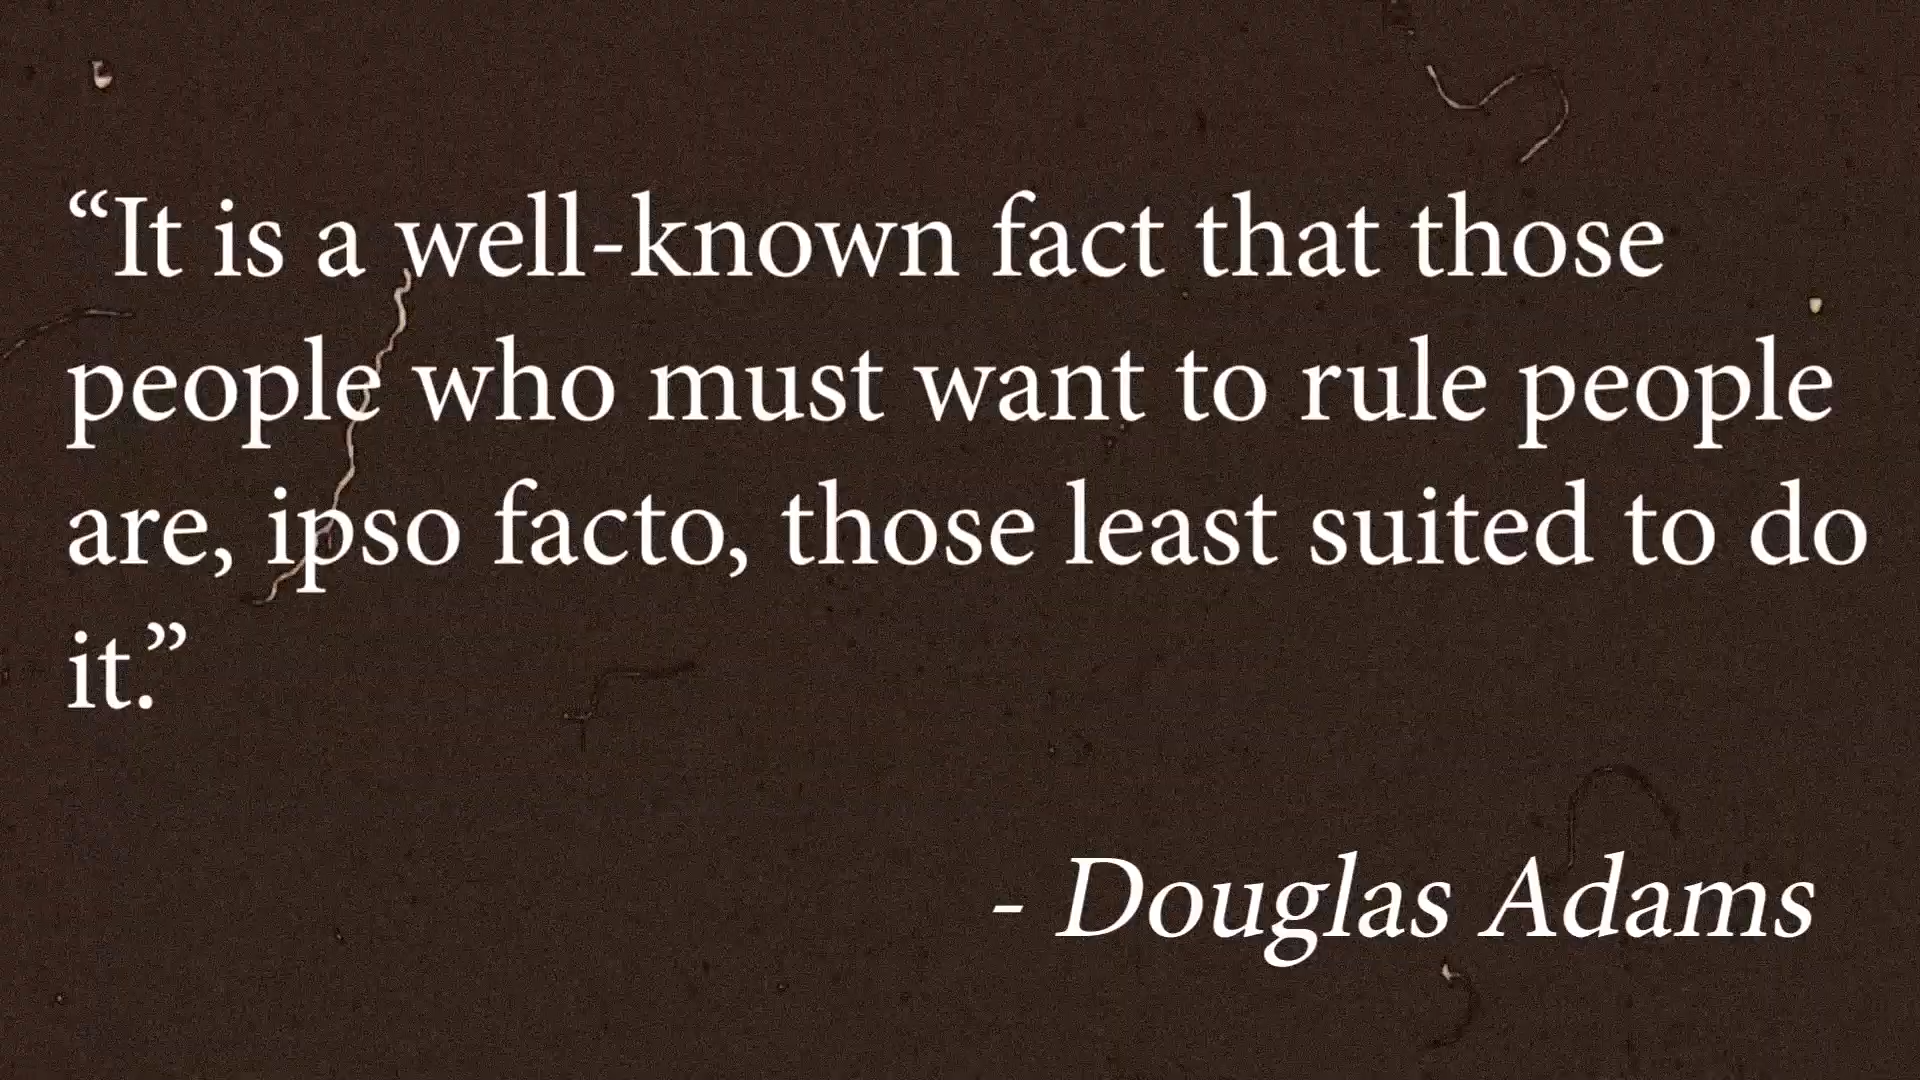 “It is a well-known fact that those
people who must want to rule people
are, ipso facto, those least suited to do
it.”
- Douglas Adams